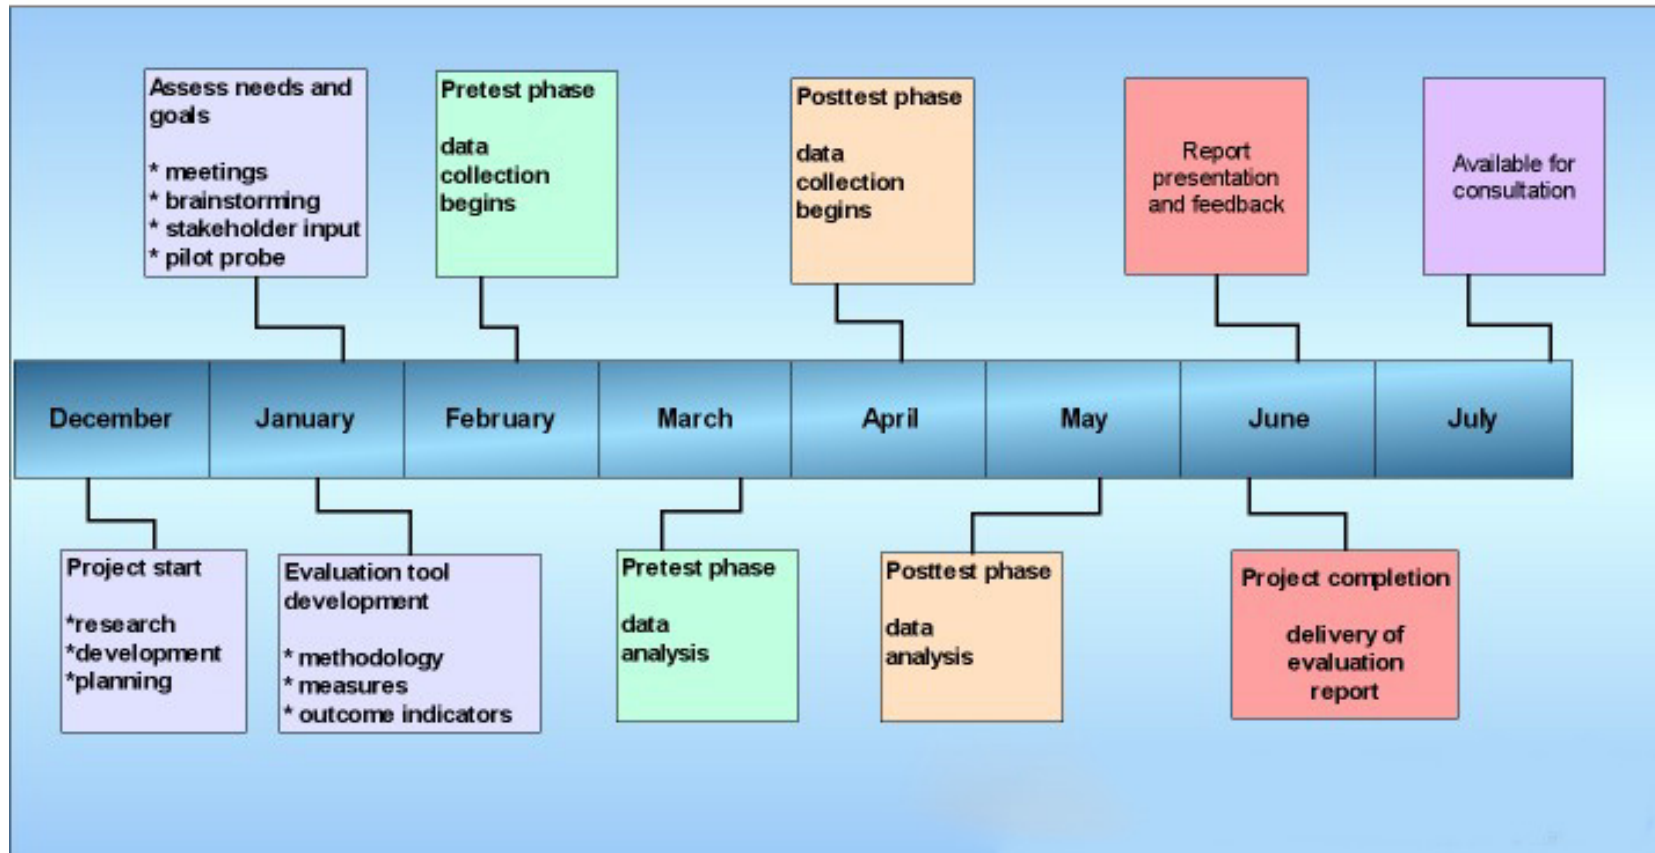 Assess needs and
goals
* meetings
* brainstorming
* stakeholder input
* pilot probe
Pretest phase
data
collection
begins
Posttest phase
data
collection
begins
Report
presentation
and feedback
Available for
consultation
December
January
February
March
April
May
June
July
Project start
*research
*development
*planning
Evaluation tool
development
* methodology
* measures
* outcome indicators
Pretest phase
data
analysis
Posttest phase
data
analysis
Project completion
delivery of
evaluation
report